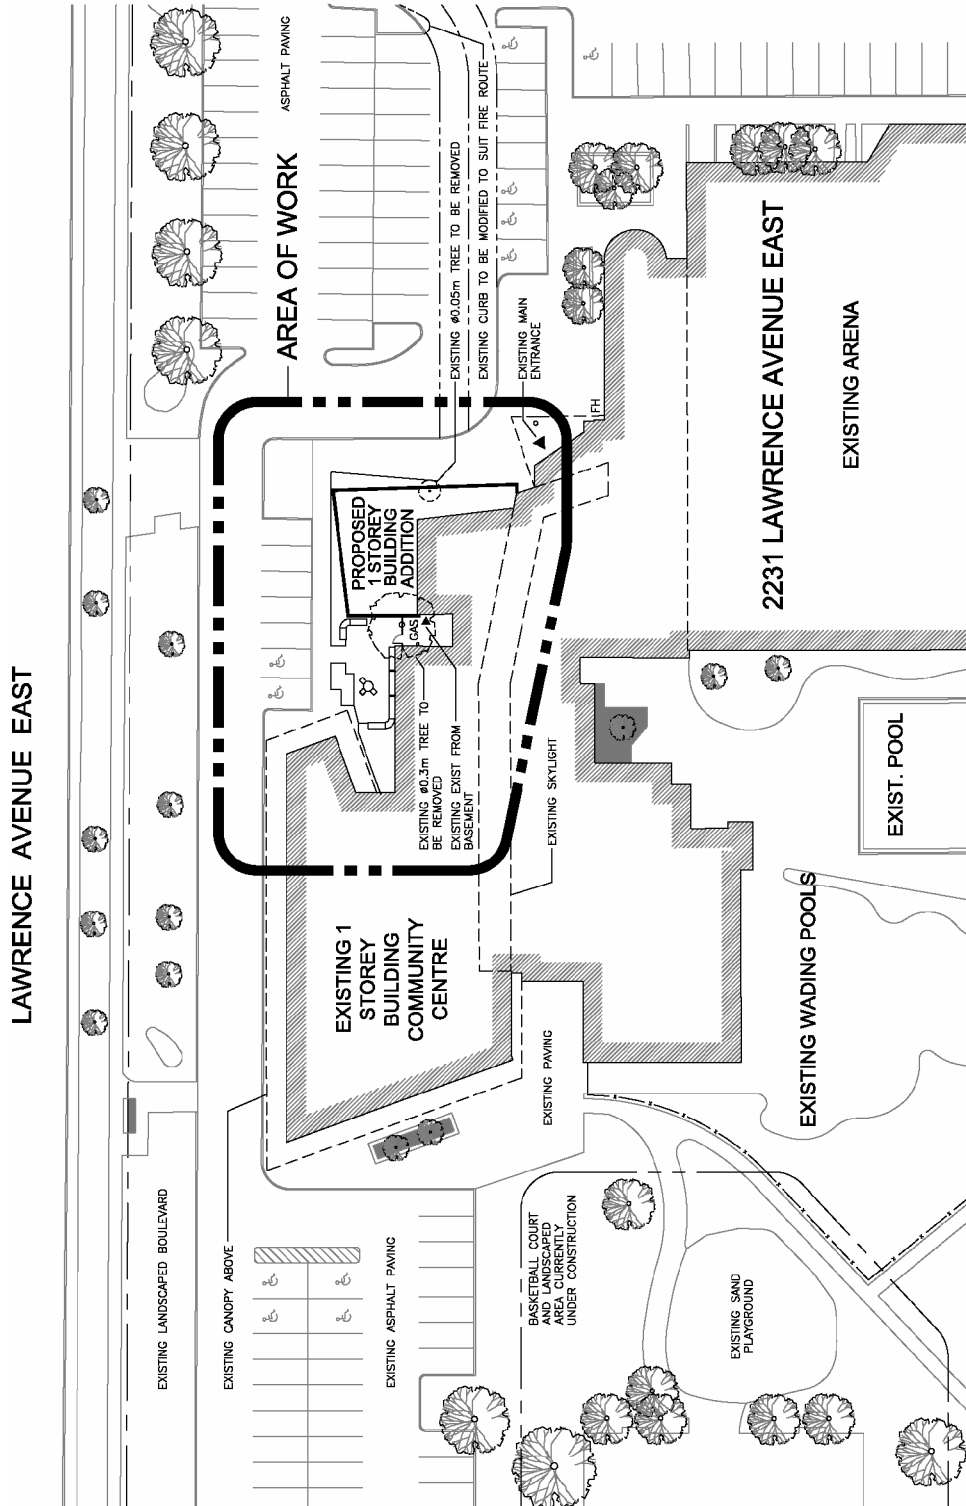 LAWRENCE AVENUE EAST
ASPHALT PAVING
AREA OF WORK
EXISTING ø0.05m TREE TO BE REMOVED
EXISTING CURB TO BE MODIFIED TO SUIT FIRE ROUTE
EXISTING MAIN
ENTRANCE
FH
PROPOSED
1 STOREY
BUILDING
ADDITION
GAS
EXISTING ø0.3m TREE TO
BE REMOVED
EXISTING EXIST FROM
BASEMENT
EXISTING SKYLIGHT
2231 LAWRENCE AVENUE EAST
EXISTING ARENA
EXIST. POOL
EXISTING WADING POOLS
EXISTING 1
STOREY
BUILDING
COMMUNITY
CENTRE
EXISTING PAVING
EXISTING LANDSCAPED BOULEVARD
EXISTING CANOPY ABOVE
EXISTING ASPHALT PAVING
BASKETBALL COURT
AND LANDSCAPED
AREA CURRENTLY
UNDER CONSTRUCTION
EXISTING SAND
PLAYGROUND